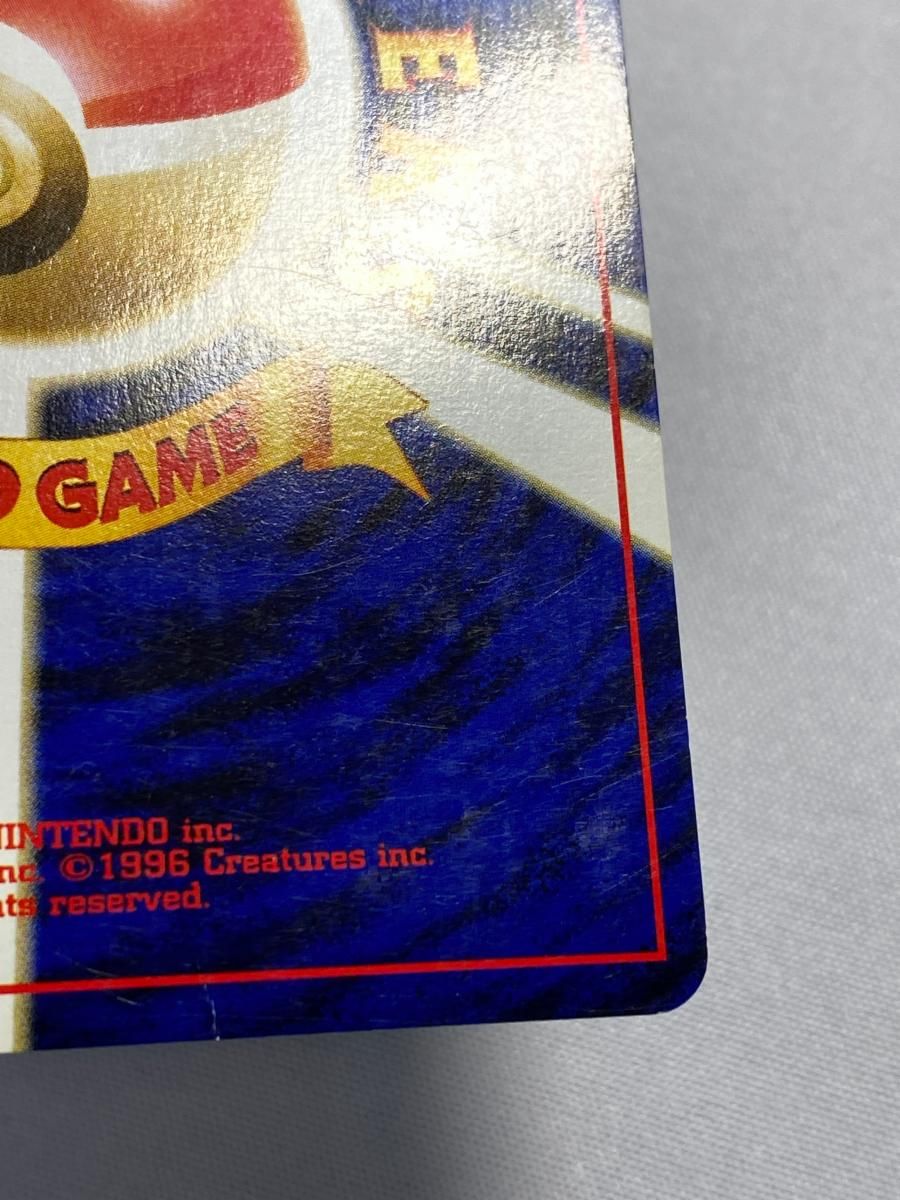 GAME
NINTENDO inc.
nc. ©1996 Creatures inc.
reserved.